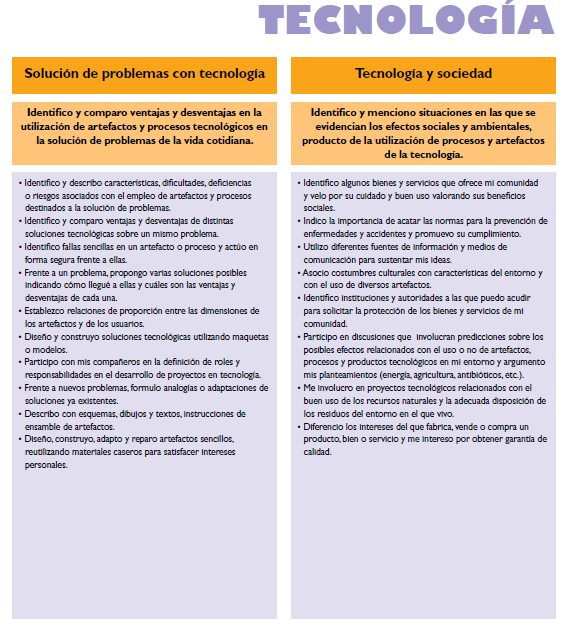 TECNOLOGÍA
Solución de problemas con tecnología
Identifico y comparo ventajas y desventajas en la
utilización de artefactos y procesos tecnológicos en
la solución de problemas de la vida cotidiana.
• Identifico y describo características, dificultades, deficiencias
o riesgos asociados con el empleo de artefactos y procesos
destinados a la solución de problemas.
• Identifico y comparo ventajas y desventajas de distintas
soluciones tecnológicas sobre un mismo problema.
• Identifico fallas sencillas en un artefacto o proceso y actúo en
forma segura frente a ellas.
• Frente a un problema, propongo varias soluciones posibles
indicando cómo llegué a ellas y cuáles son las ventajas y
desventajas de cada una.
• Establezco relaciones de proporción entre las dimensiones de
los artefactos y de los usuarios.
• Diseño y construyo soluciones tecnológicas utilizando maquetas
o modelos.
• Participo con mis compañeros en la definición de roles y
responsabilidades en el desarrollo de proyectos en tecnología.
• Frente a nuevos problemas, formulo analogías o adaptaciones de
soluciones ya existentes.
• Describo con esquemas, dibujos y textos, instrucciones de
ensamble de artefactos.
• Diseño, construyo, adapto y reparo artefactos sencillos,
reutilizando materiales caseros para satisfacer intereses
personales.
Tecnología y sociedad
Identifico y menciono situaciones en las que se
evidencian los efectos sociales y ambientales,
producto de la utilización de procesos y artefactos
de la tecnología.
• Identifico algunos bienes y servicios que ofrece mi comunidad
y velo por su cuidado y buen uso valorando sus beneficios
sociales.
• Indico la importancia de acatar las normas para la prevención de
enfermedades y accidentes y promuevo su cumplimiento.
• Utilizo diferentes fuentes de información y medios de
comunicación para sustentar mis ideas.
• Asocio costumbres culturales con características del entorno y
con el uso de diversos artefactos.
• Identifico instituciones y autoridades a las que puedo acudir
para solicitar la protección de los bienes y servicios de mi
comunidad.
• Participo en discusiones que involucran predicciones sobre los
posibles efectos relacionados con el uso o no de artefactos,
procesos y productos tecnológicos en mi entorno y argumento
mis planteamientos (energía, agricultura, antibióticos, etc.).
• Me involucro en proyectos tecnológicos relacionados con el
buen uso de los recursos naturales y la adecuada disposición de
los residuos del entorno en el que vivo.
• Diferencio los intereses del que fabrica, vende o compra un
producto, bien o servicio y me intereso por obtener garantía de
calidad.